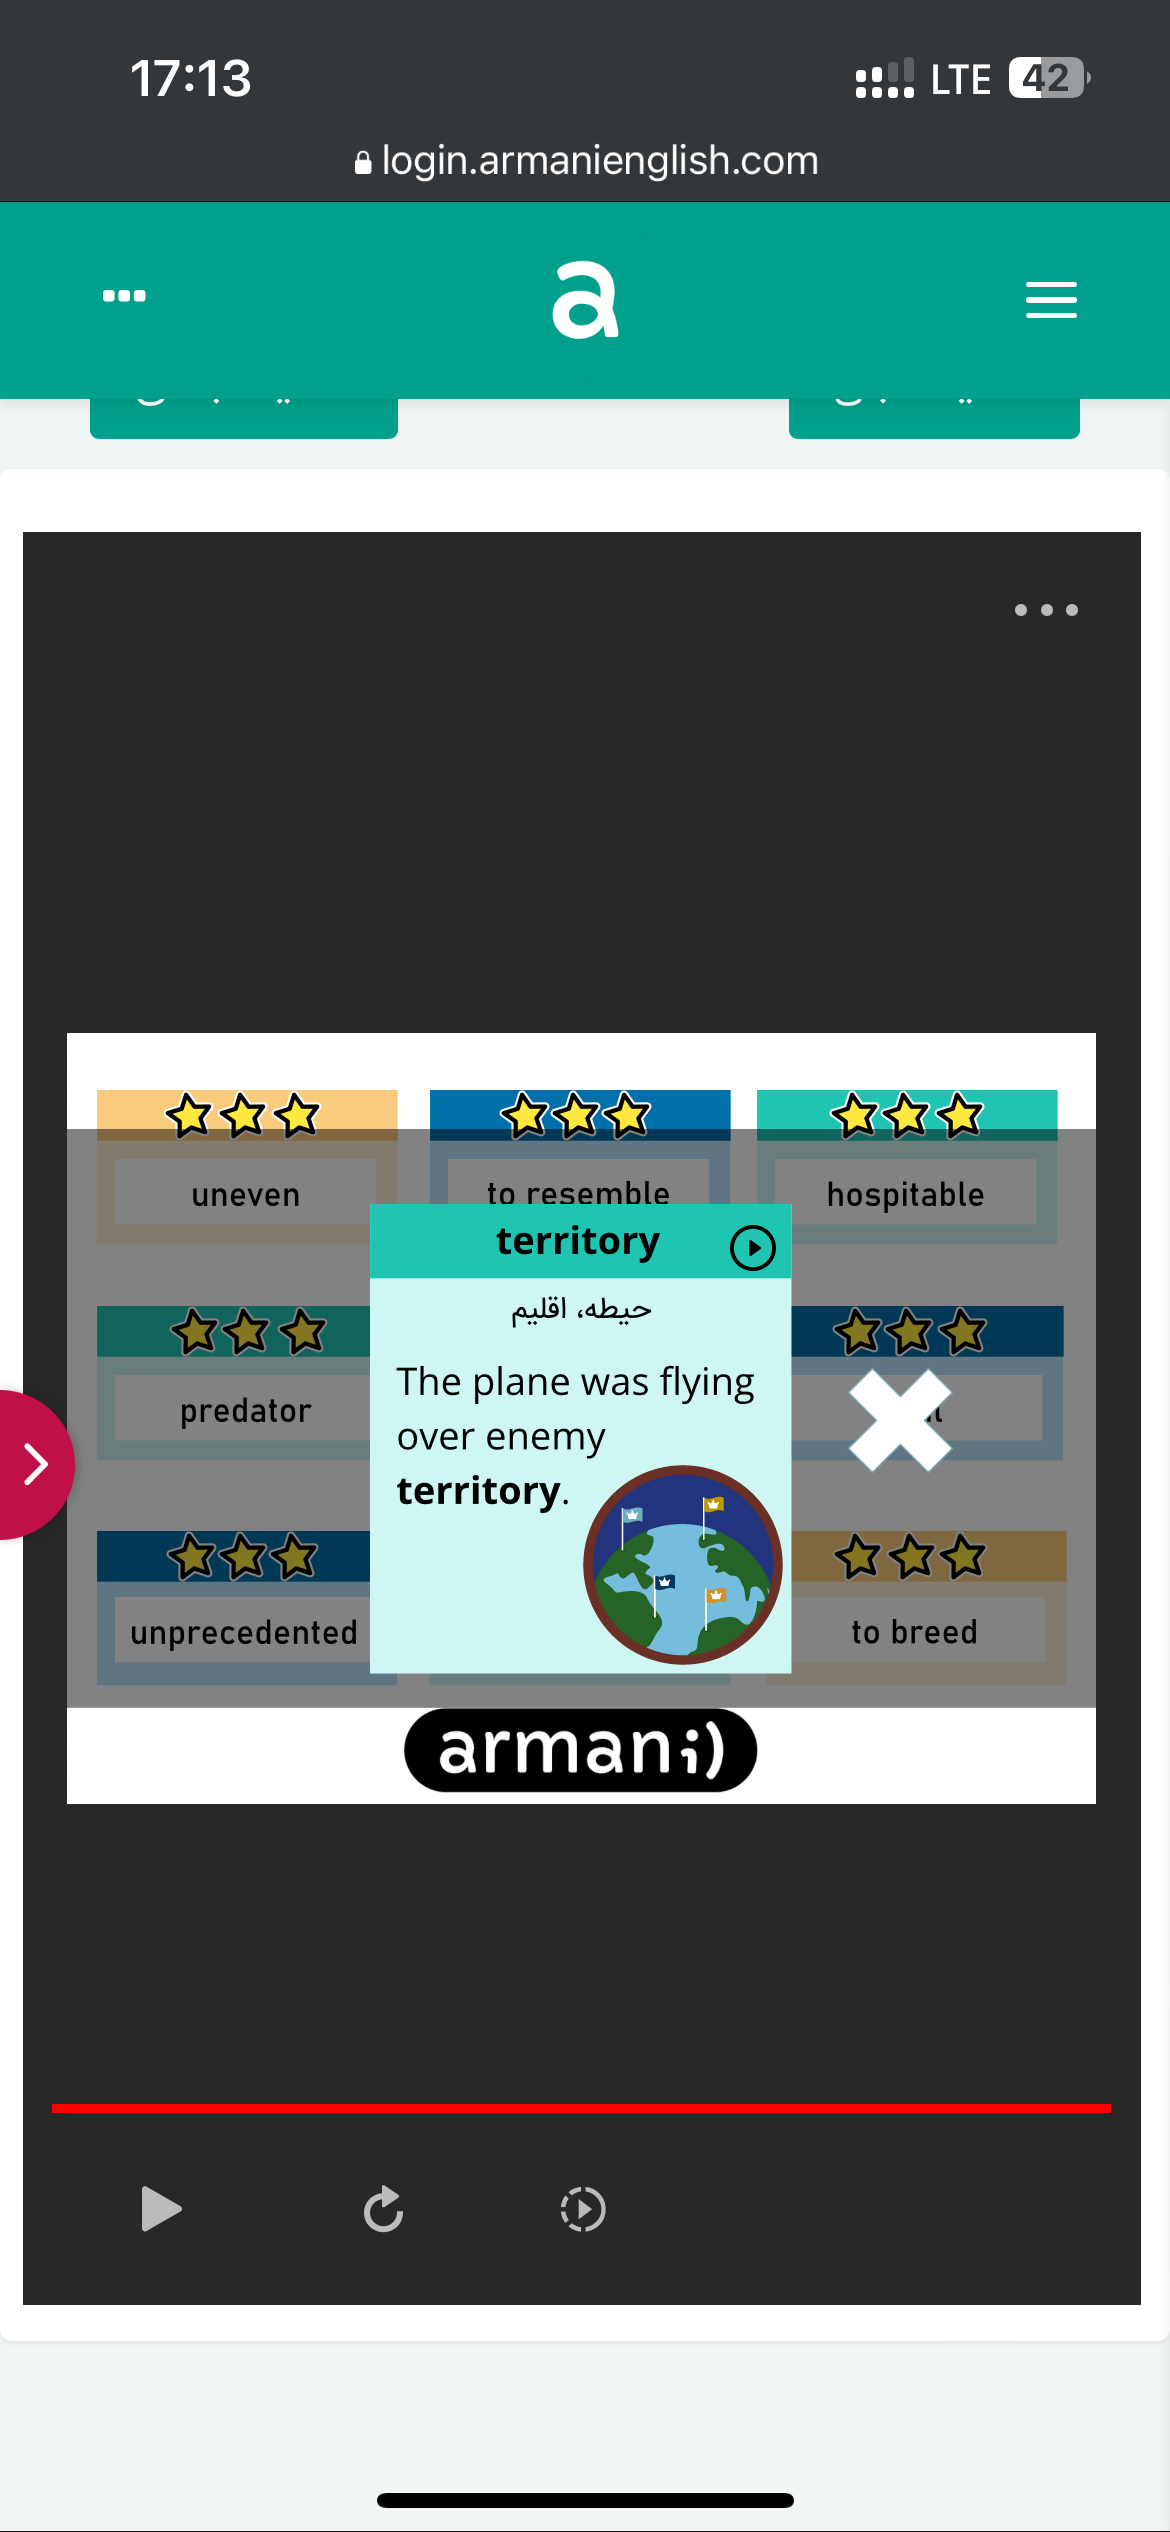 17:13
LTE 42
login.armanienglish.com
a
uneven
to resemble
hospitable
territory
حیطه، اقلیم
The plane was flying
over enemy
territory.
predator
unprecedented
to breed
arman;)